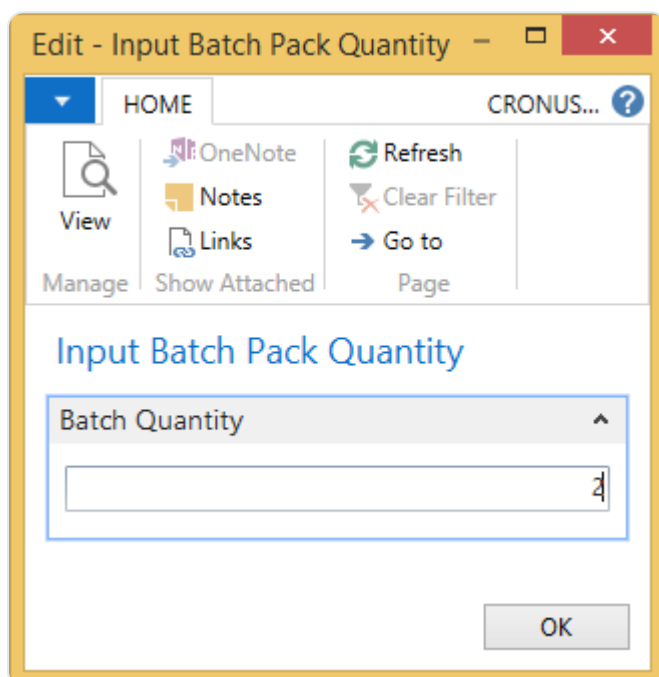 Edit - Input Batch Pack Quantity
HOME CRONUS... ?
View
OneNote
Notes
Links
Refresh
Clear Filter
Go to
Manage Show Attached Page
Input Batch Pack Quantity
Batch Quantity
2
OK